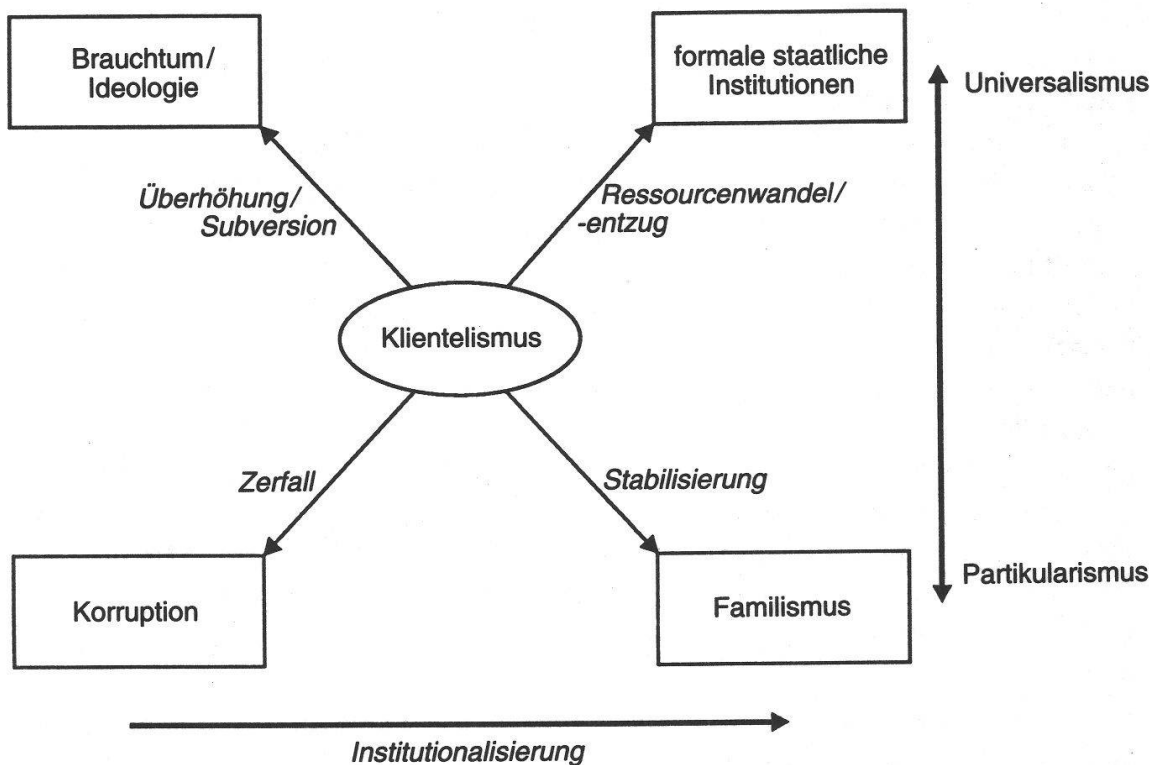 Brauchtum/
Ideologie
formale staatliche
Institutionen
Universalismus
Überhöhung/
Subversion
Ressourcenwandel/
-entzug
Klientelismus
Zerfall
Stabilisierung
Partikularismus
Korruption
Familismus
Institutionalisierung